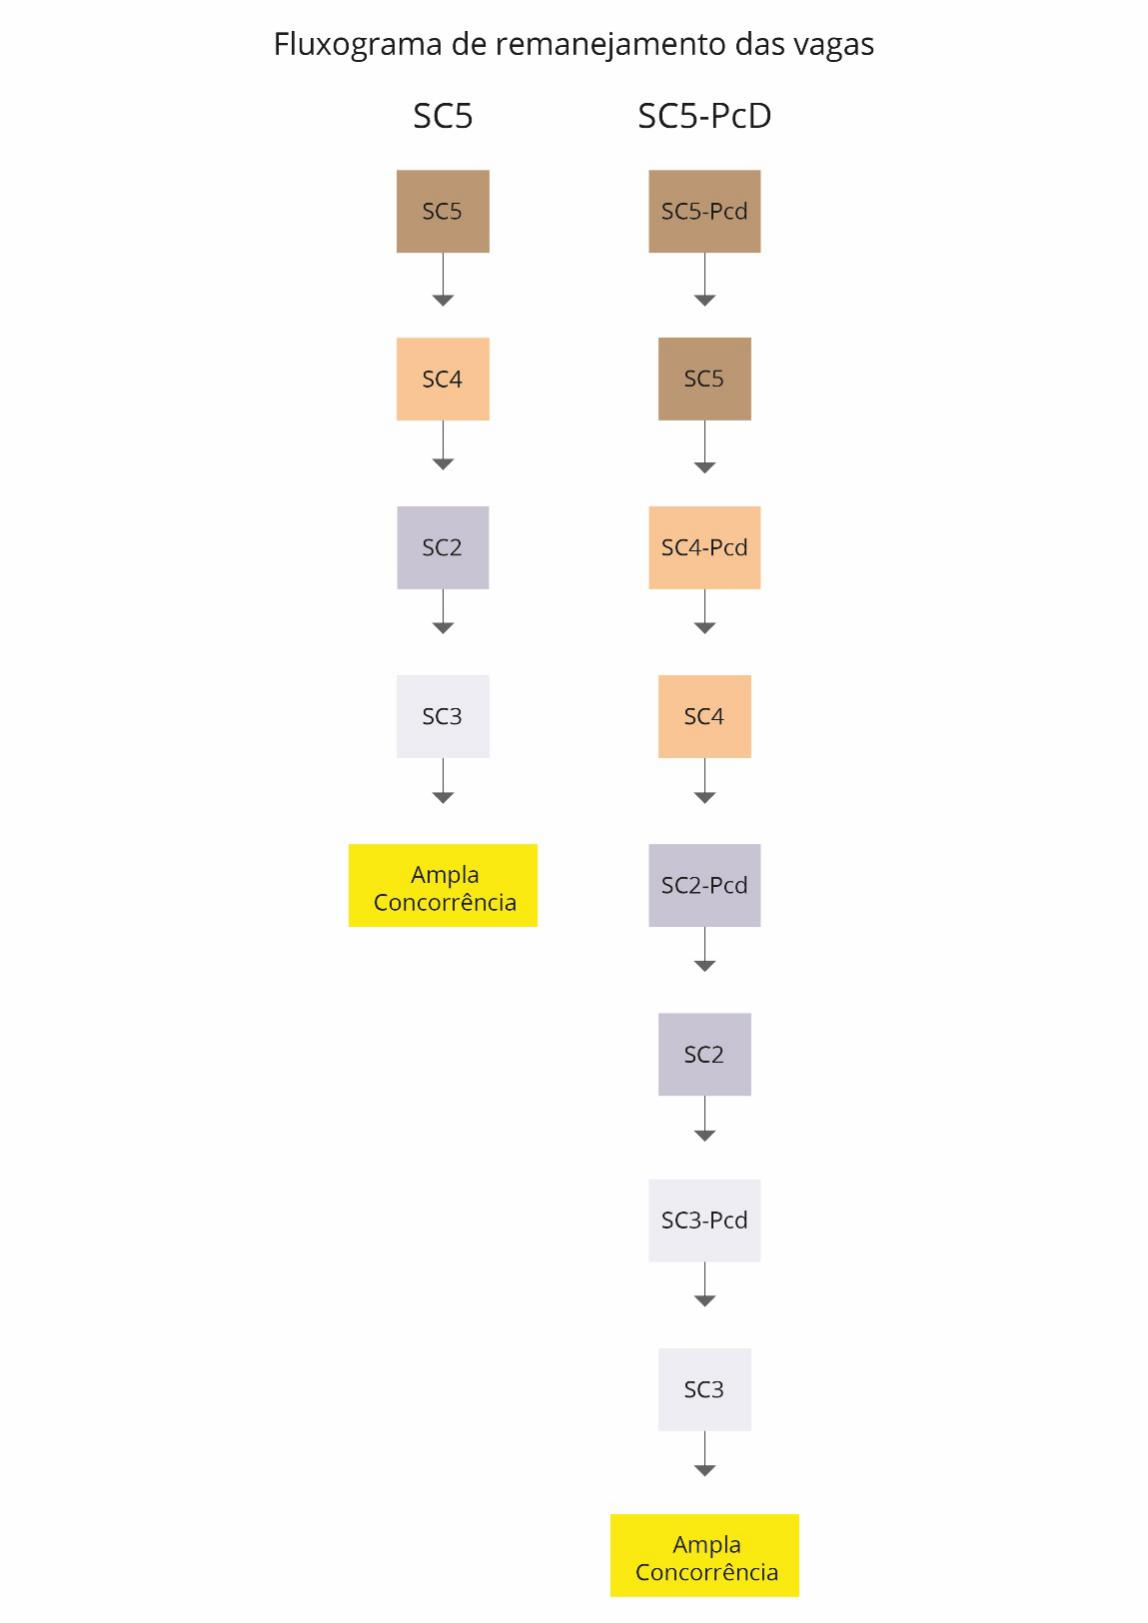 Fluxograma de remanejamento das vagas
SC5
SC5
SC4
SC2
SC3
Ampla
Concorrência
SC5-PcD
SC5-Pcd
SC5
SC4-Pcd
SC4
SC2-Pcd
SC2
SC3-Pcd
SC3
Ampla
Concorrência